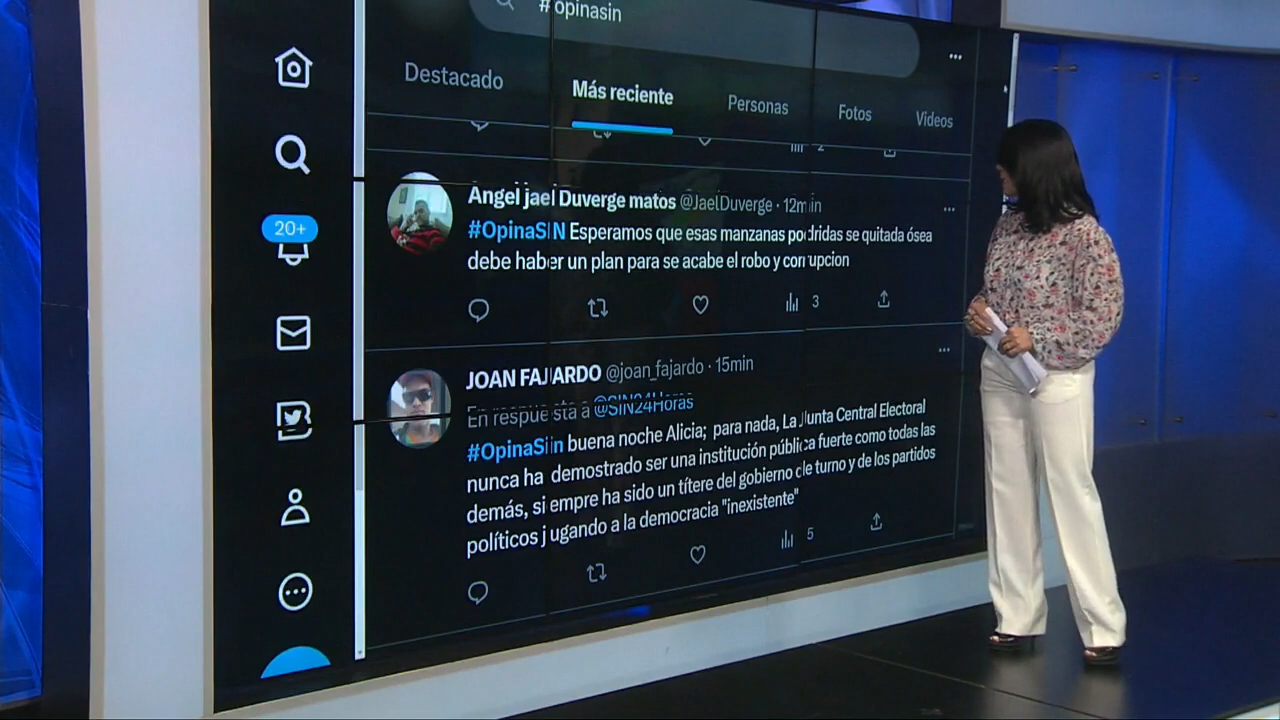 #opinasin
Destacado
Más reciente
Personas
Fotos
Videos
2
20+
Angel jael Duverge matos @JaelDuverge · 12min
#OpinaSIN Esperamos que esas manzanas podridas se quitada ósea
debe haber un plan para se acabe el robo y corrupcion
3
JOAN FAJARDO @joan_fajardo · 15min
En respuesta a @SIN24Horas
#OpinaSiin buena noche Alicia; para nada, La Junta Central Electoral
nunca ha demostrado ser una institución pública fuerte como todas las
demás, siempre ha sido un títere del gobierno de turno y de los partidos
políticos jugando a la democracia "inexistente"
5